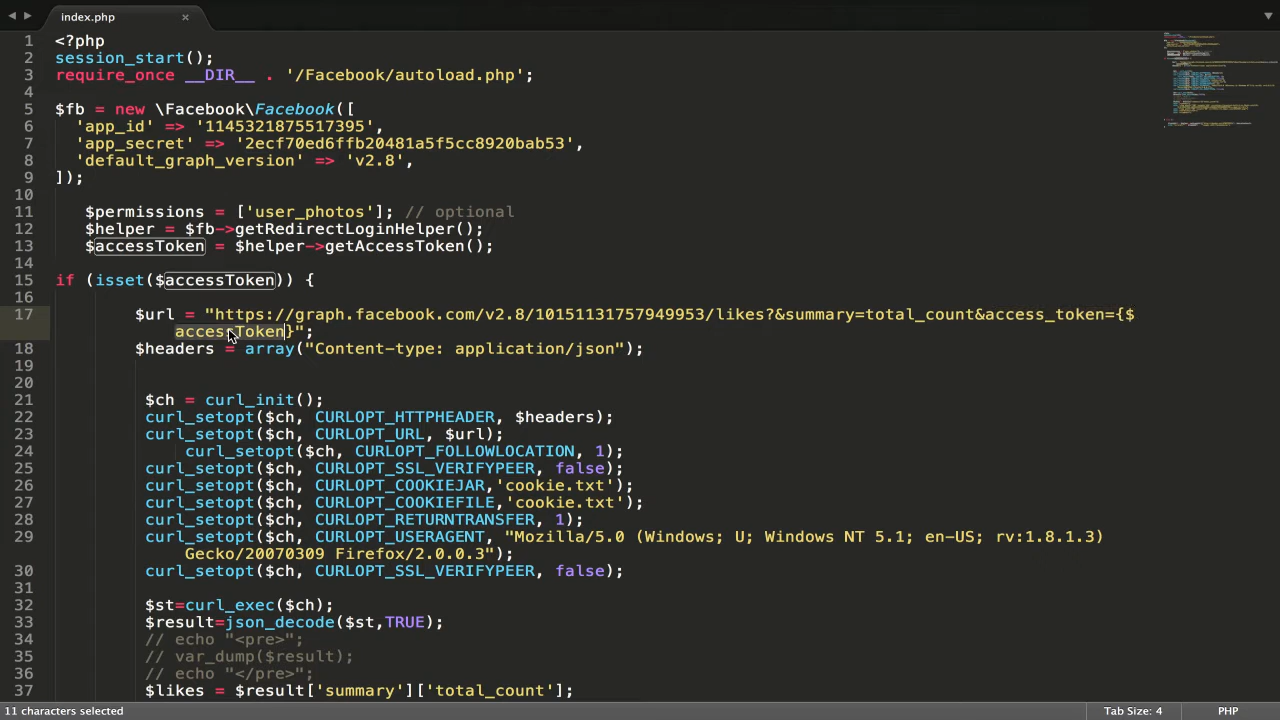 index.php ×
1 <?php
2 session_start();
3 require_once __DIR__ . '/Facebook/autoload.php';
4
5 $fb = new \Facebook\Facebook([
6 'app_id' => '1145321875517395',
7 'app_secret' => '2ecf70ed6ffb20481a5f5cc8920bab53',
8 'default_graph_version' => 'v2.8',
9 ]);
10
11 $permissions = ['user_photos']; // optional
12 $helper = $fb->getRedirectLoginHelper();
13 $accessToken = $helper->getAccessToken();
14
15 if (isset($accessToken)) {
16
17 $url = "https://graph.facebook.com/v2.8/10151131757949953/likes?&summary=total_count&access_token={$
accessToken}";
18 $headers = array("Content-type: application/json");
19
20
21 $ch = curl_init();
22 curl_setopt($ch, CURLOPT_HTTPHEADER, $headers);
23 curl_setopt($ch, CURLOPT_URL, $url);
24 curl_setopt($ch, CURLOPT_FOLLOWLOCATION, 1);
25 curl_setopt($ch, CURLOPT_SSL_VERIFYPEER, false);
26 curl_setopt($ch, CURLOPT_COOKIEJAR,'cookie.txt');
27 curl_setopt($ch, CURLOPT_COOKIEFILE,'cookie.txt');
28 curl_setopt($ch, CURLOPT_RETURNTRANSFER, 1);
29 curl_setopt($ch, CURLOPT_USERAGENT, "Mozilla/5.0 (Windows; U; Windows NT 5.1; en-US; rv:1.8.1.3)
Gecko/20070309 Firefox/2.0.0.3");
30 curl_setopt($ch, CURLOPT_SSL_VERIFYPEER, false);
31
32 $st=curl_exec($ch);
33 $result=json_decode($st,TRUE);
34 // echo "<pre>";
35 // var_dump($result);
36 // echo "</pre>";
37 $likes = $result['summary']['total_count'];
11 characters selected
Tab Size: 4
PHP